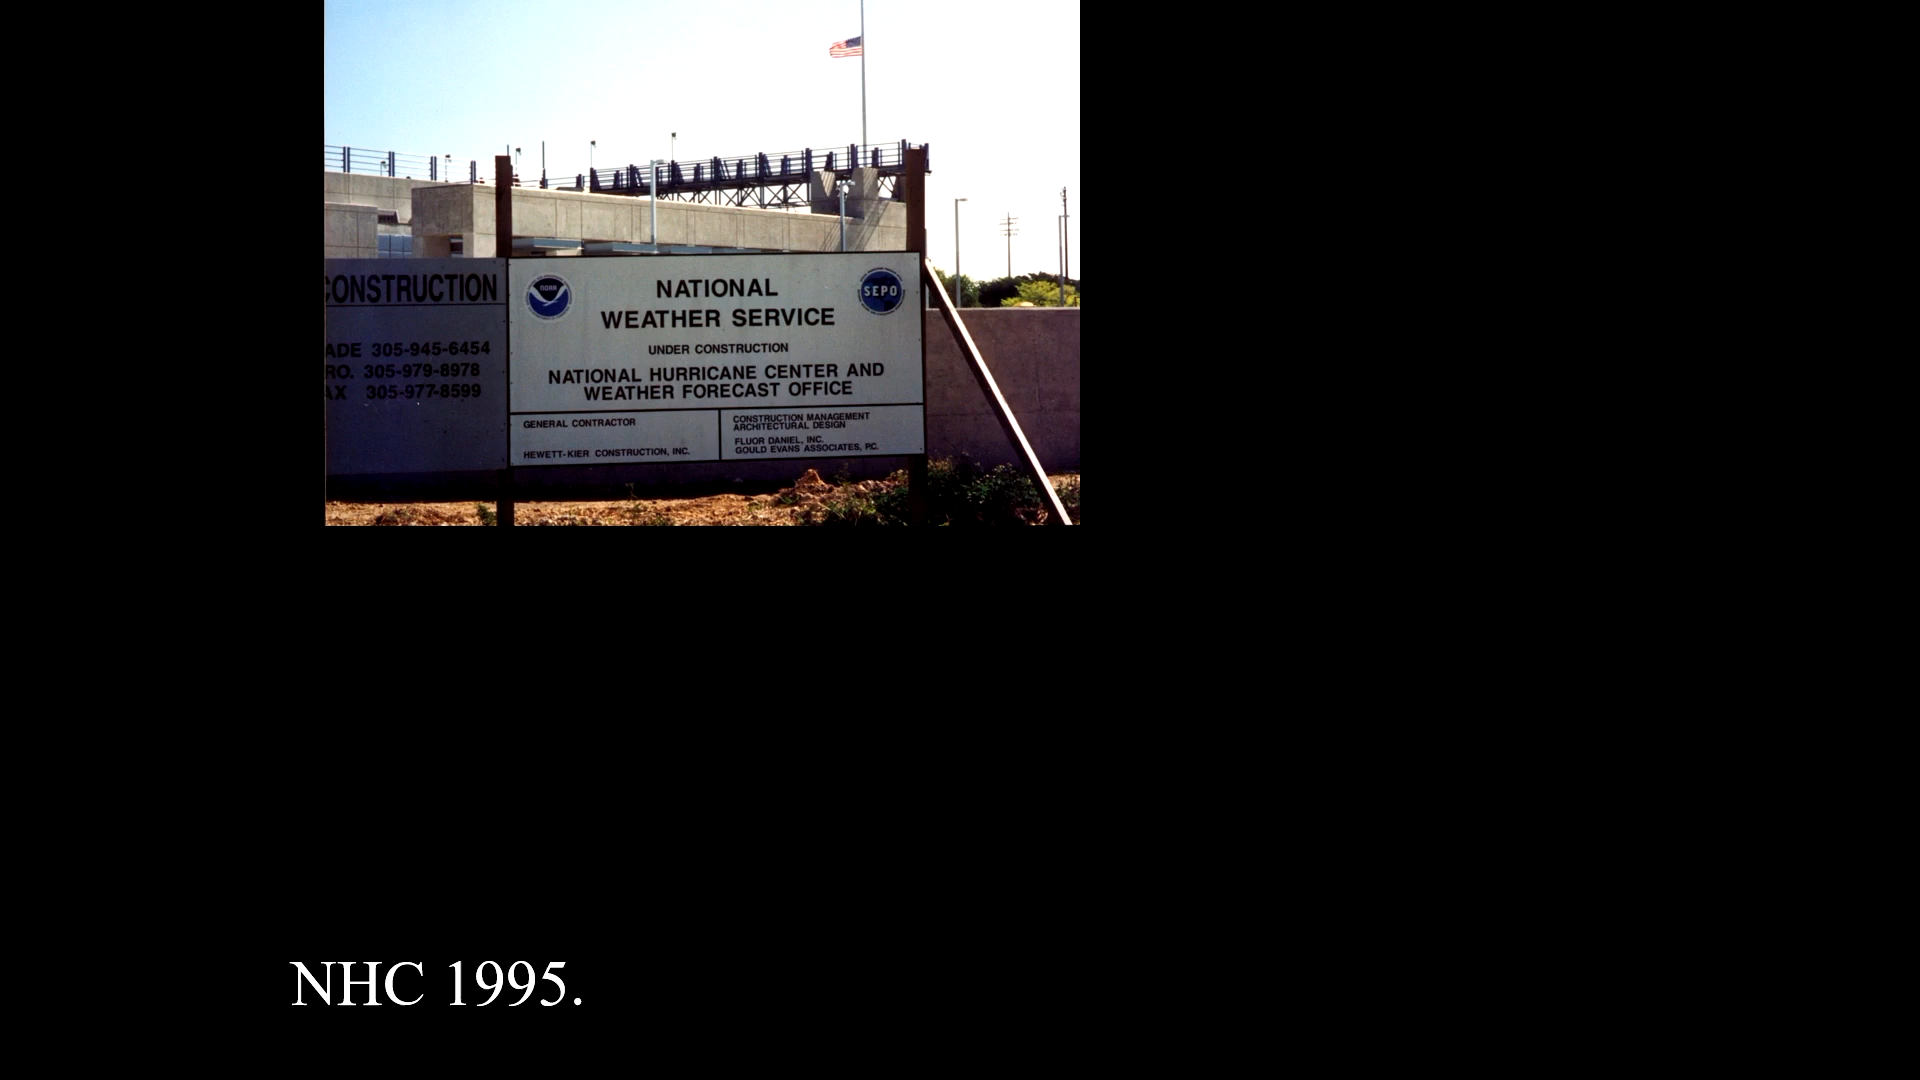 CONSTRUCTION
ADE 305-945-6454
RO. 305-979-8978
AX 305-977-8599
NOAA
NATIONAL
WEATHER SERVICE
SEPO
UNDER CONSTRUCTION
NATIONAL HURRICANE CENTER AND
WEATHER FORECAST OFFICE
GENERAL CONTRACTOR
HEWETT-KIER CONSTRUCTION, INC.
CONSTRUCTION MANAGEMENT
ARCHITECTURAL DESIGN
FLUOR DANIEL, INC.
GOULD EVANS ASSOCIATES, P.C.
NHC 1995.